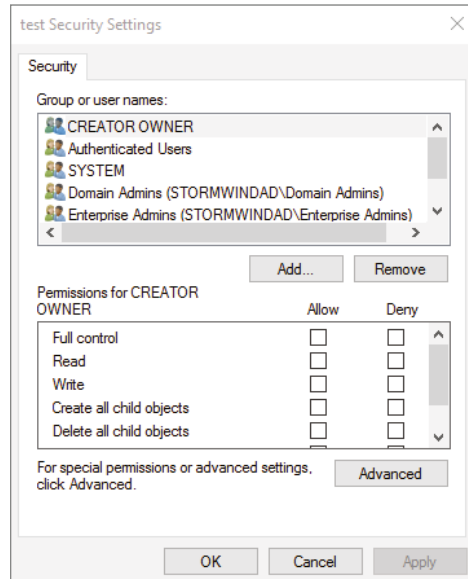 test Security Settings
Security
Group or user names:
CREATOR OWNER
Authenticated Users
SYSTEM
Domain Admins (STORMWINDAD\Domain Admins)
Enterprise Admins (STORMWINDAD\Enterprise Admins)
Add...
Remove
Permissions for CREATOR
OWNER
Allow
Deny
Full control
Read
Write
Create all child objects
Delete all child objects
For special permissions or advanced settings,
click Advanced.
Advanced
OK
Cancel
Apply